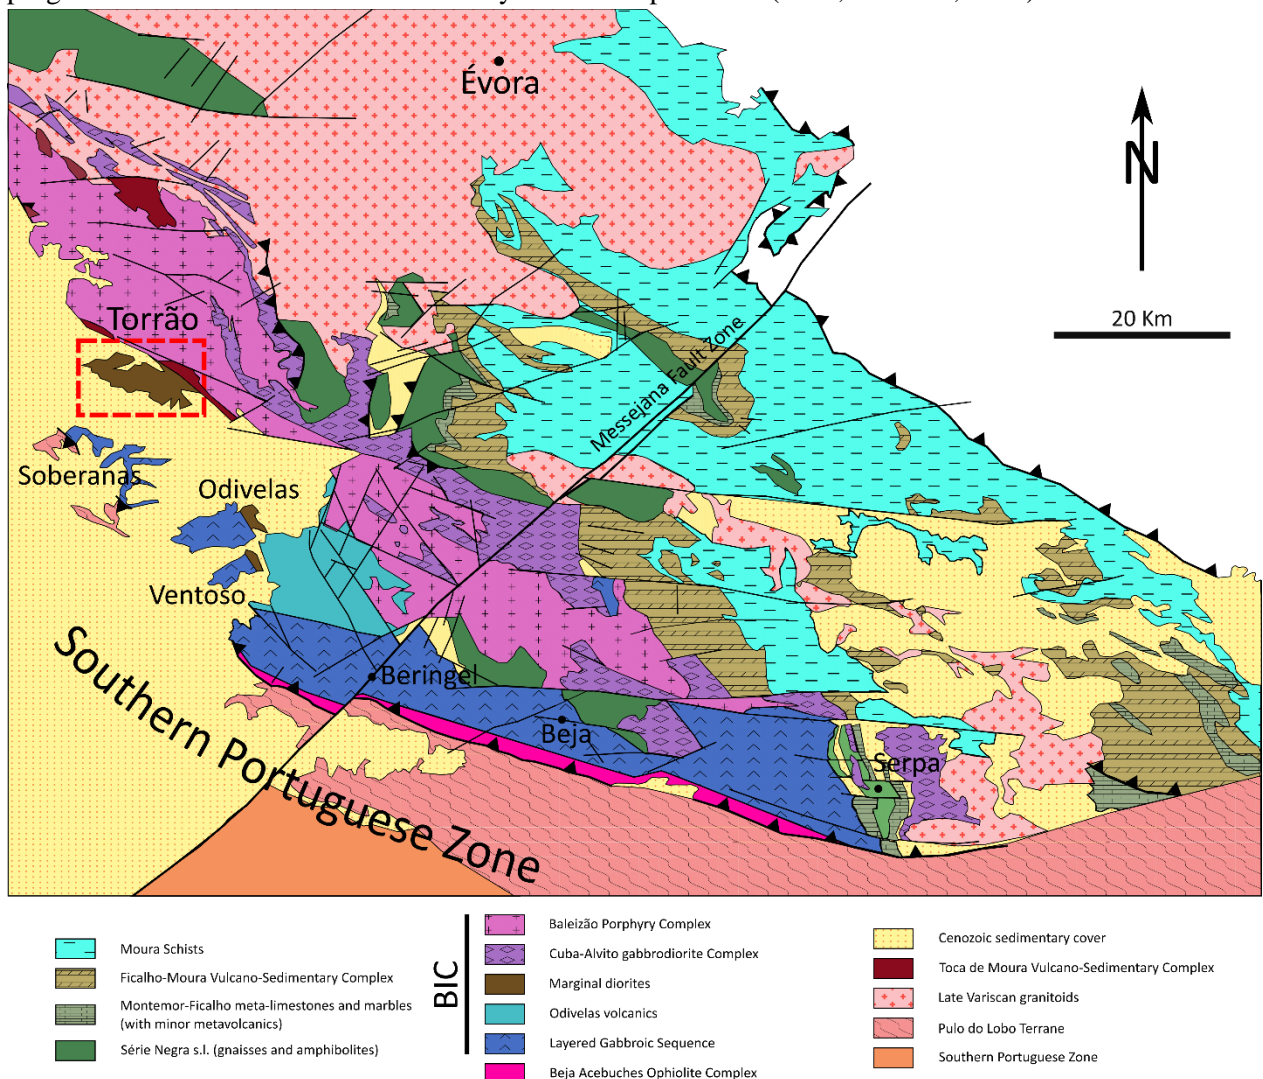 Évora
N
20 Km
Torrão
Messejana Fault Zone
Soberanas
Odivelas
Ventoso
Beringel
Beja
Serpa
Southern Portuguese Zone
Moura Schists
Ficalho-Moura Vulcano-Sedimentary Complex
Montemor-Ficalho meta-limestones and marbles
(with minor metavolcanics)
Série Negra s.l. (gnaisses and amphibolites)
BIC
Baleizão Porphyry Complex
Cuba-Alvito gabbrodiorite Complex
Marginal diorites
Odivelas volcanics
Layered Gabbroic Sequence
Beja Acebuches Ophiolite Complex
Cenozoic sedimentary cover
Toca de Moura Vulcano-Sedimentary Complex
Late Variscan granitoids
Pulo do Lobo Terrane
Southern Portuguese Zone